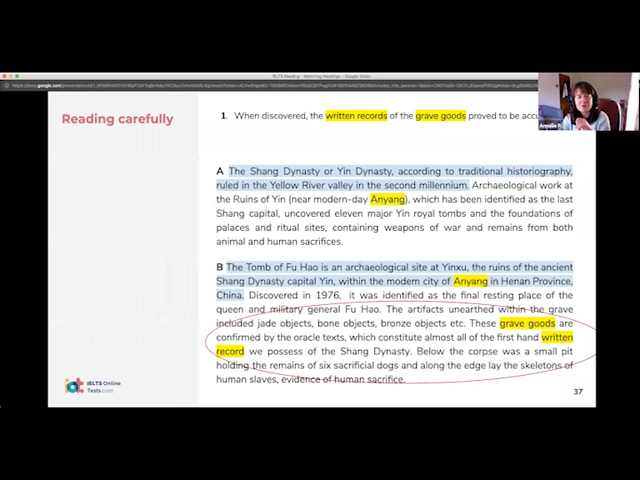 IELTS Reading - Matching Headings - Google Slides
Reading carefully
1. When discovered, the written records of the grave goods proved to be accu
Annelie P
A The Shang Dynasty or Yin Dynasty, according to traditional historiography,
ruled in the Yellow River valley in the second millennium. Archaeological work at
the Ruins of Yin (near modern-day Anyang), which has been identified as the last
Shang capital, uncovered eleven major Yin royal tombs and the foundations of
palaces and ritual sites, containing weapons of war and remains from both
animal and human sacrifices.
B The Tomb of Fu Hao is an archaeological site at Yinxu, the ruins of the ancient
Shang Dynasty capital Yin, within the modern city of Anyang in Henan Province,
China. Discovered in 1976, it was identified as the final resting place of the
queen and military general Fu Hao. The artifacts unearthed within the grave
included jade objects, bone objects, bronze objects etc. These grave goods are
confirmed by the oracle texts, which constitute almost all of the first hand written
record we possess of the Shang Dynasty. Below the corpse was a small pit
holding the remains of six sacrificial dogs and along the edge lay the skeletons of
human slaves, evidence of human sacrifice.
iot IELTS Online
Tests.com
37